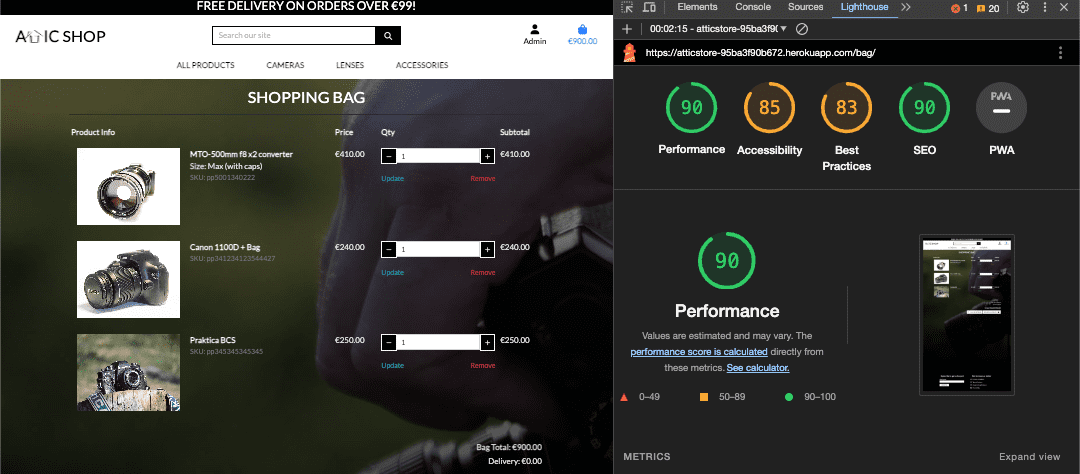 FREE DELIVERY ON ORDERS OVER €99!
ATTIC SHOP
Search our site
Admin
€900.00
ALL PRODUCTS CAMERAS LENSES ACCESSORIES
SHOPPING BAG
Product Info Price Qty Subtotal
MTO-500mm f8 x2 converter €410.00 − 1 + €410.00
Size: Max (with caps)
SKU: pp5001340222
Update Remove
Canon 1100D + Bag €240.00 − 1 + €240.00
SKU: pp341234123544427
Update Remove
Praktica BCS €250.00 − 1 + €250.00
SKU: pp345345345345
Update Remove
Bag Total: €900.00
Delivery: €0.00
Elements Console Sources Lighthouse 1 20
00:02:15 - atticstore-95ba3f90
https://atticstore-95ba3f90b672.herokuapp.com/bag/
90 85 83 90 PWA
Performance Accessibility Best Practices SEO PWA
90
Performance
Values are estimated and may vary. The
performance score is calculated directly from
these metrics. See calculator.
0–49 50–89 90–100
METRICS Expand view